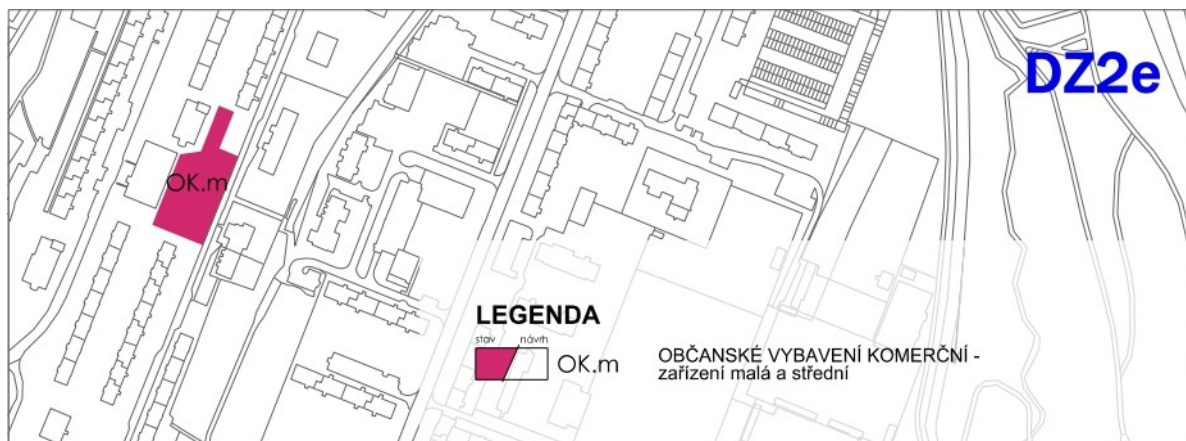 DZ2e
OK.m
LEGENDA
stav návrh
OK.m
OBČANSKÉ VYBAVENÍ KOMERČNÍ -
zařízení malá a střední